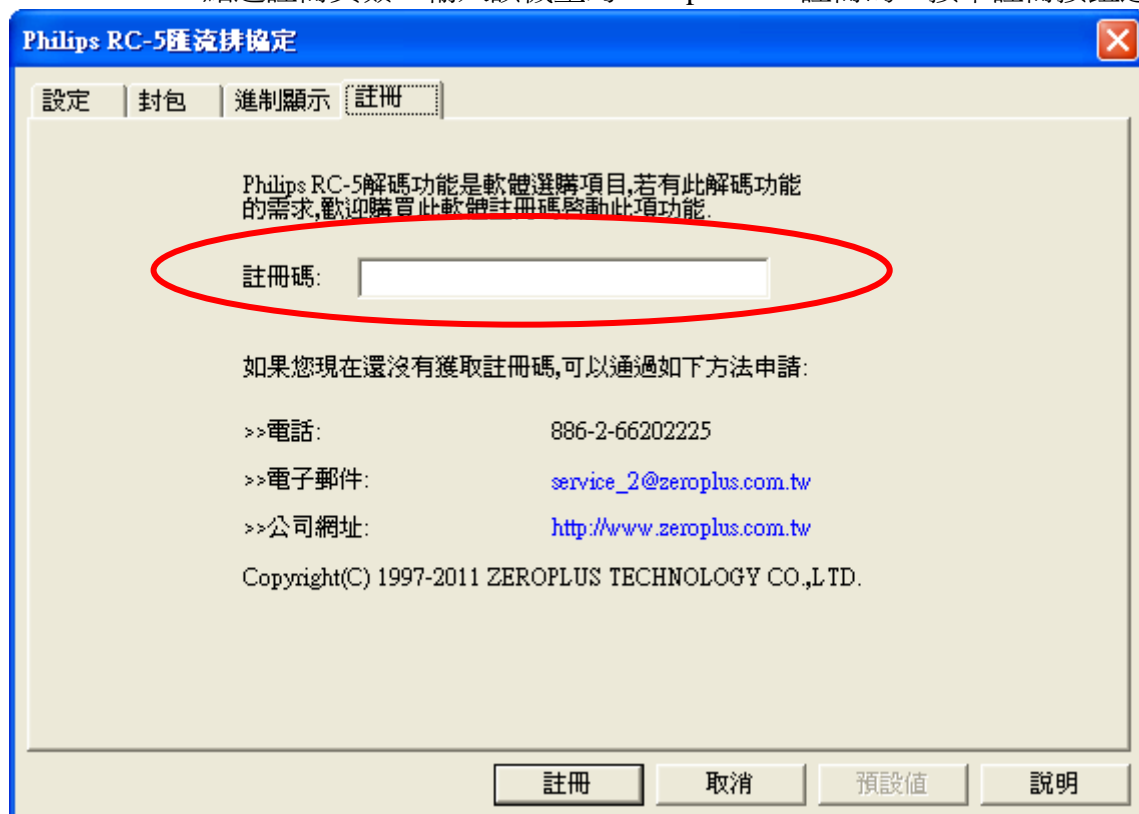 Philips RC-5匯流排協定
設定 封包 進制顯示 註冊
Philips RC-5解碼功能是軟體選購項目,若有此解碼功能
的需求,歡迎購買此軟體註冊碼啓動此項功能.
註冊碼:
如果您現在還沒有獲取註冊碼,可以通過如下方法申請:
>>電話: 886-2-66202225
>>電子郵件: service_2@zeroplus.com.tw
>>公司網址: http://www.zeroplus.com.tw
Copyright(C) 1997-2011 ZEROPLUS TECHNOLOGY CO.,LTD.
註冊 取消 預設值 說明